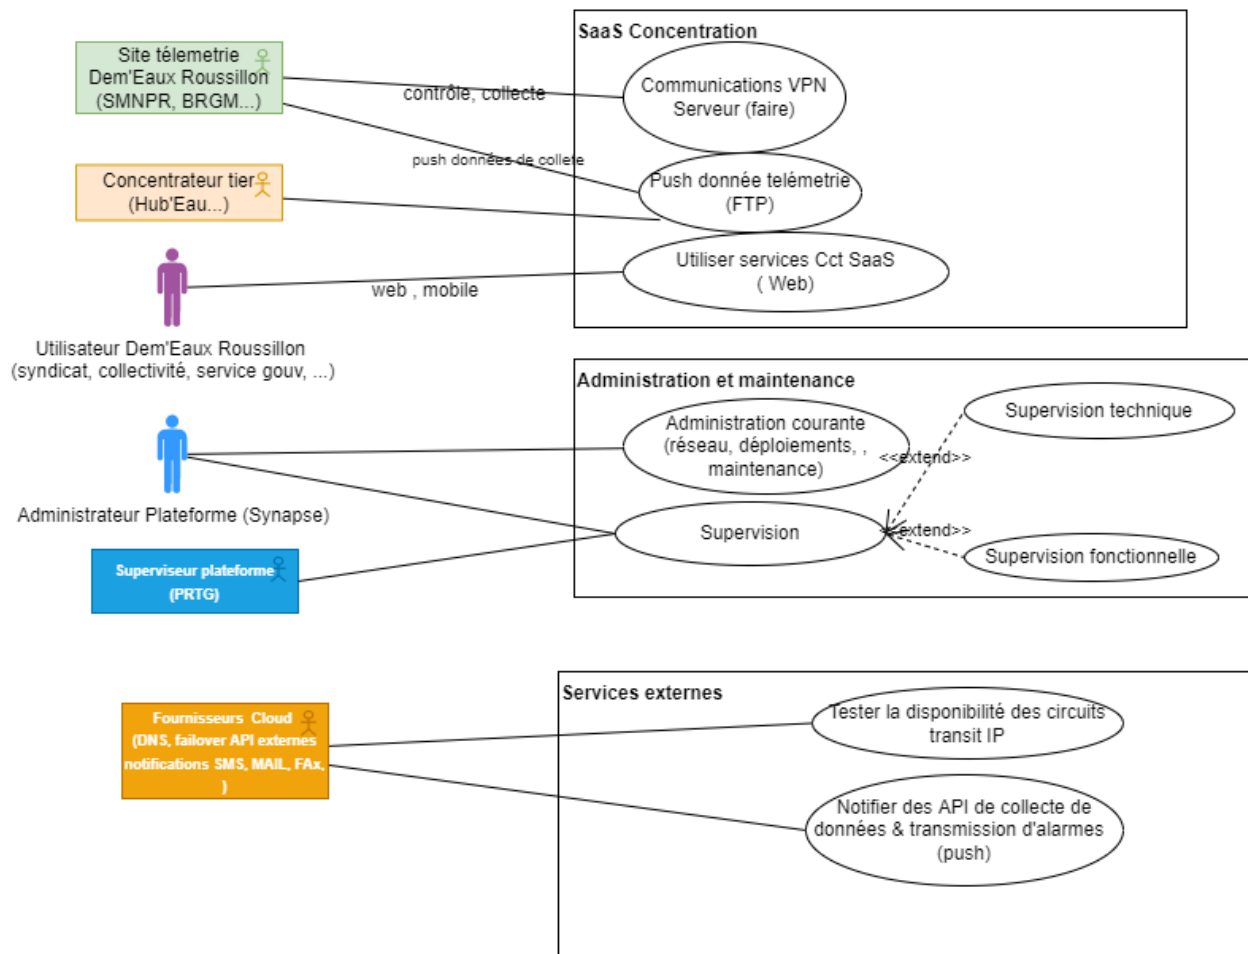 SaaS Concentration
Site télemetrie
Dem'Eaux Roussillon
(SMNPR, BRGM...)
contrôle, collecte
Communications VPN
Serveur (faire)
push données de collete
Concentrateur tier
(Hub'Eau...)
Push donnée telémetrie
(FTP)
Utiliser services Cct SaaS
( Web)
web , mobile
Utilisateur Dem'Eaux Roussillon
(syndicat, collectivité, service gouv, ...)
Administration et maintenance
Administration courante
(réseau, déploiements, ,
maintenance)
Supervision technique
<<extend>>
Administrateur Plateforme (Synapse)
Supervision
<<extend>>
Supervision fonctionnelle
Superviseur plateforme
(PRTG)
Services externes
Fournisseurs  Cloud
(DNS, failover API externes
notifications SMS, MAIL, FAx,
)
Tester la disponibilité des circuits
transit IP
Notifier des API de collecte de
données & transmission d'alarmes
(push)